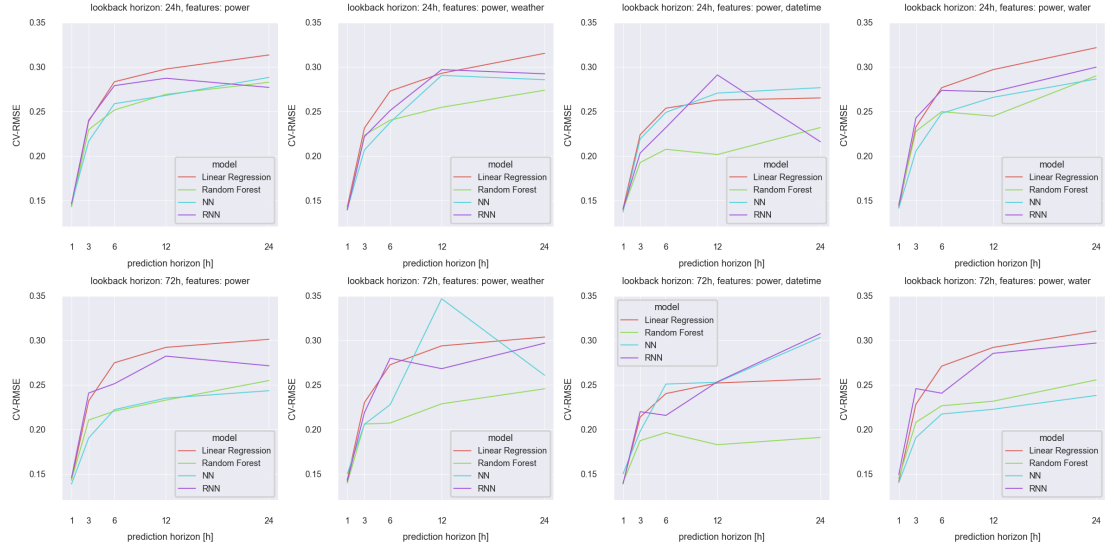 lookback horizon: 24h, features: power
0.35
0.30
0.25
0.20
0.15
CV-RMSE
model
Linear Regression
Random Forest
NN
RNN
1 3 6 12 24
prediction horizon [h]
lookback horizon: 24h, features: power, weather
0.35
0.30
0.25
0.20
0.15
CV-RMSE
model
Linear Regression
Random Forest
NN
RNN
1 3 6 12 24
prediction horizon [h]
lookback horizon: 24h, features: power, datetime
0.35
0.30
0.25
0.20
0.15
CV-RMSE
model
Linear Regression
Random Forest
NN
RNN
1 3 6 12 24
prediction horizon [h]
lookback horizon: 24h, features: power, water
0.35
0.30
0.25
0.20
0.15
CV-RMSE
model
Linear Regression
Random Forest
NN
RNN
1 3 6 12 24
prediction horizon [h]
lookback horizon: 72h, features: power
0.35
0.30
0.25
0.20
0.15
CV-RMSE
model
Linear Regression
Random Forest
NN
RNN
1 3 6 12 24
prediction horizon [h]
lookback horizon: 72h, features: power, weather
0.35
0.30
0.25
0.20
0.15
CV-RMSE
model
Linear Regression
Random Forest
NN
RNN
1 3 6 12 24
prediction horizon [h]
lookback horizon: 72h, features: power, datetime
0.35
0.30
0.25
0.20
0.15
CV-RMSE
model
Linear Regression
Random Forest
NN
RNN
1 3 6 12 24
prediction horizon [h]
lookback horizon: 72h, features: power, water
0.35
0.30
0.25
0.20
0.15
CV-RMSE
model
Linear Regression
Random Forest
NN
RNN
1 3 6 12 24
prediction horizon [h]